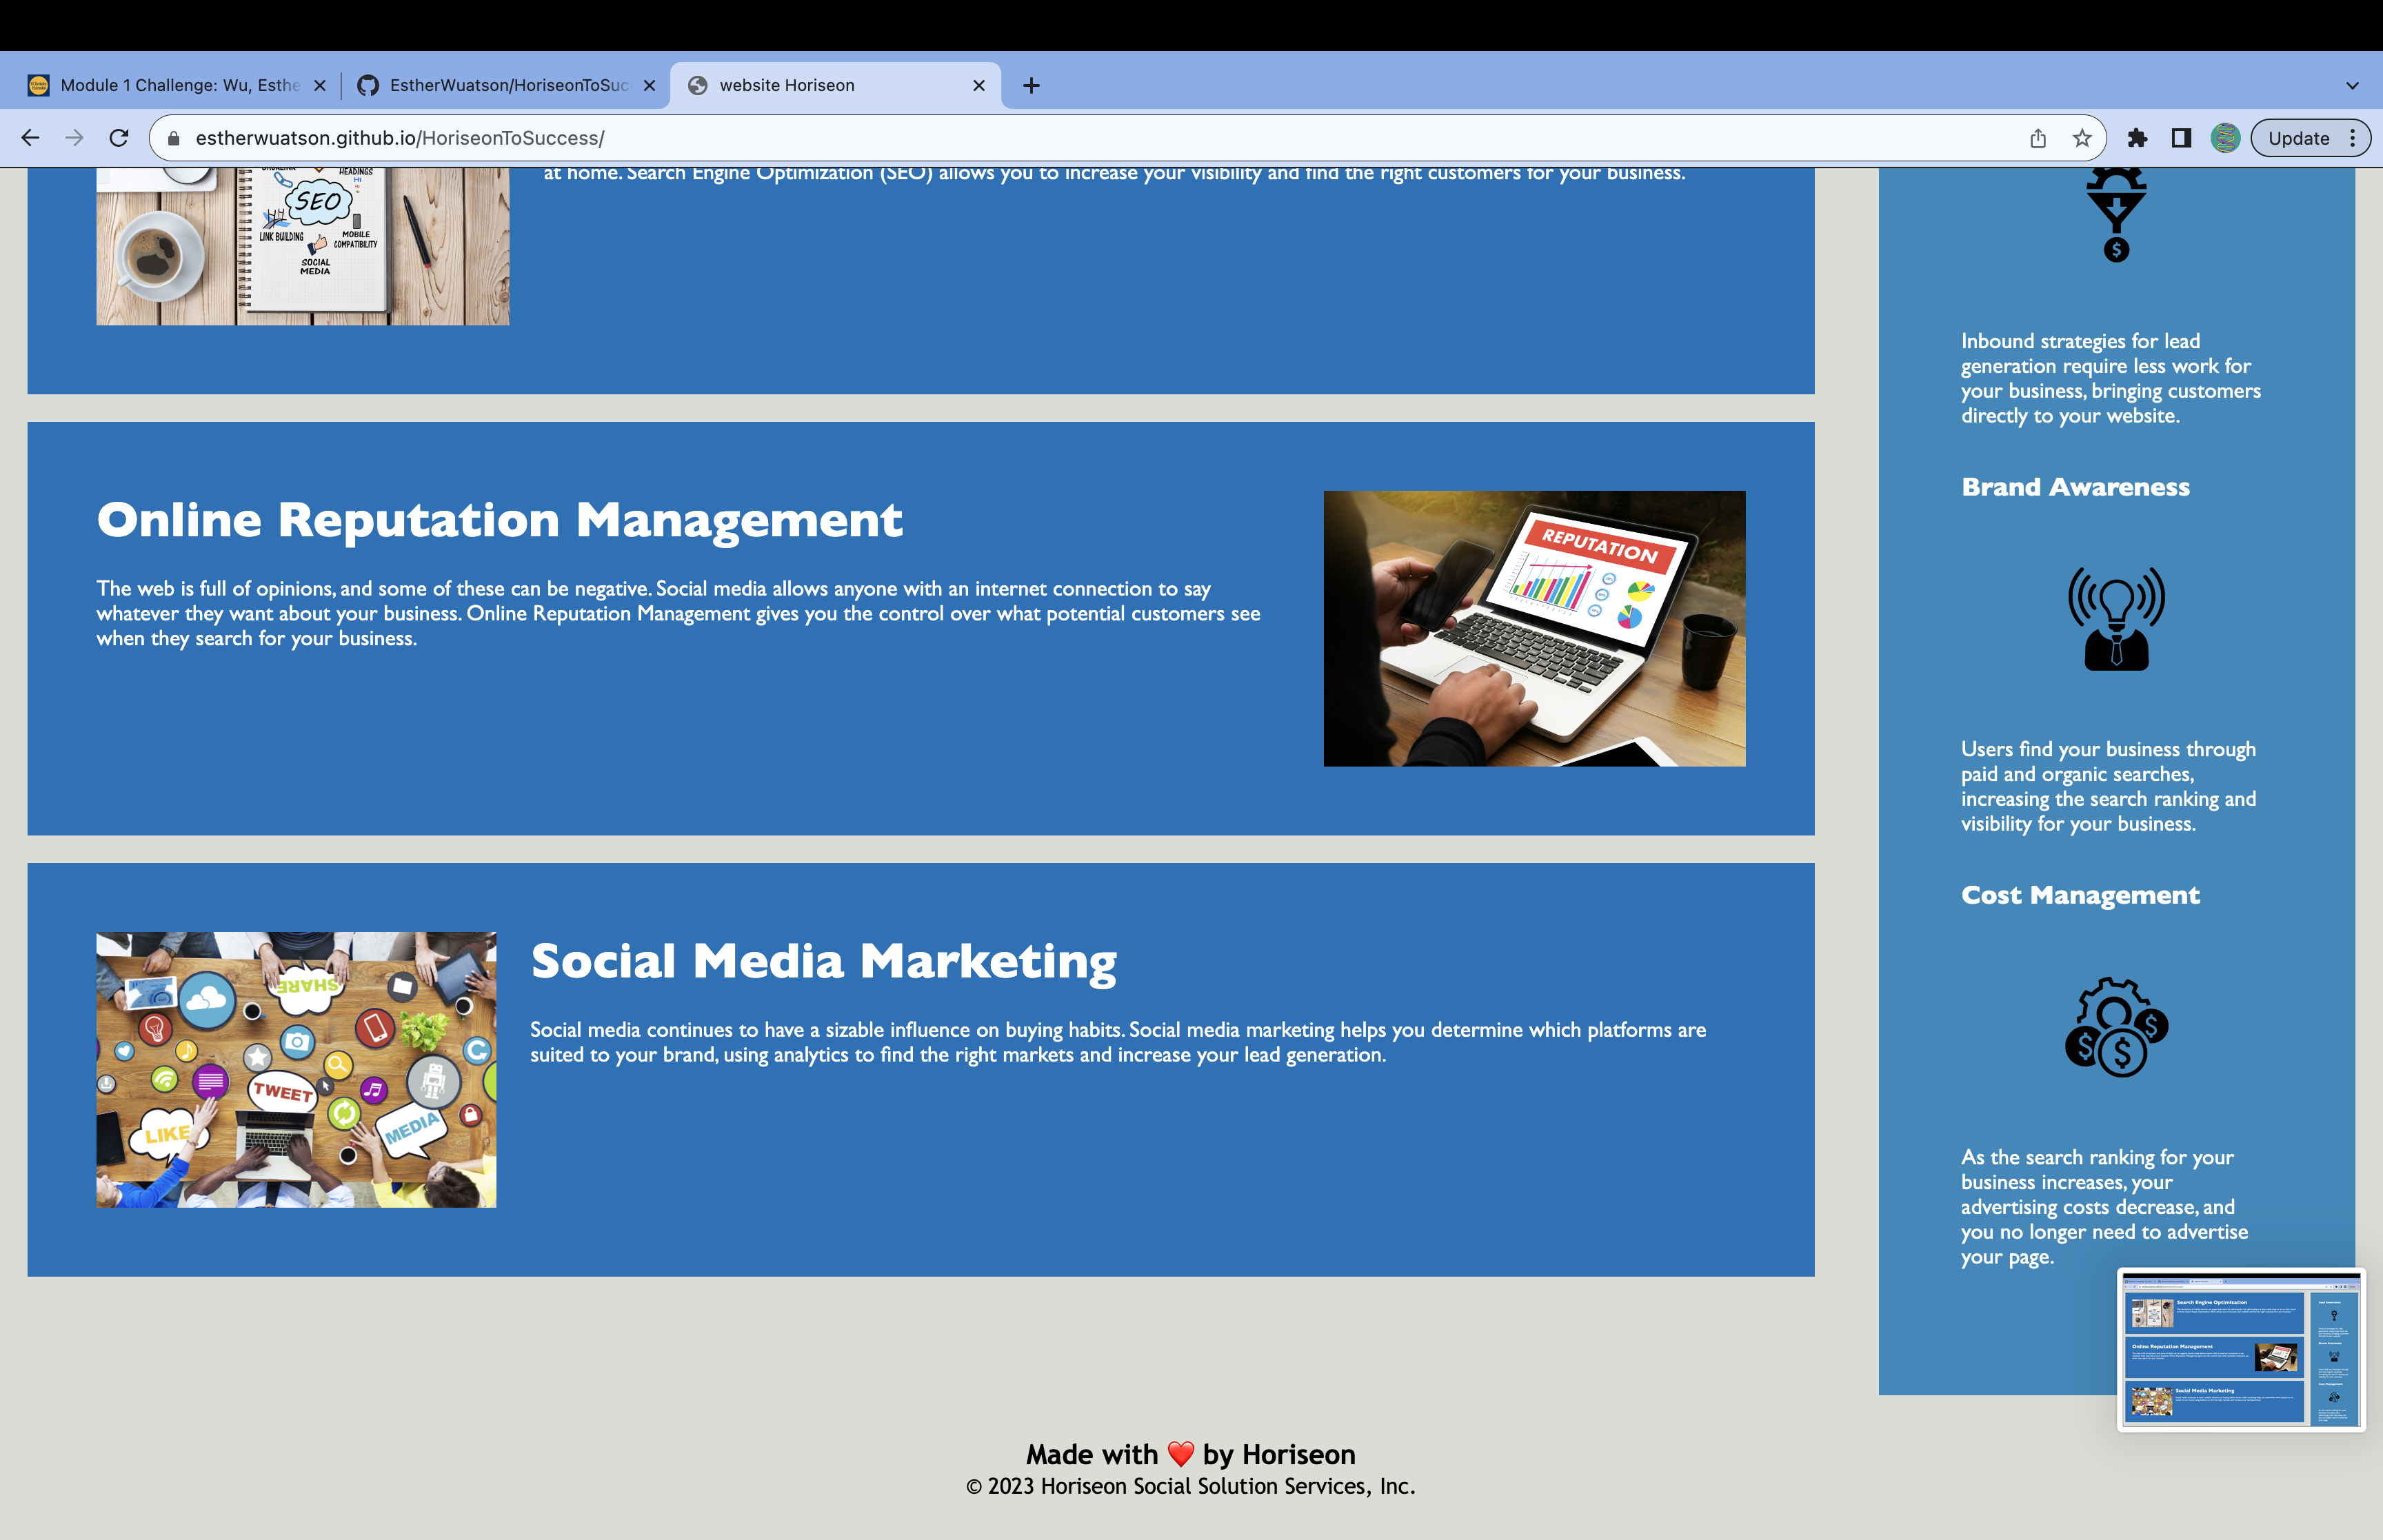 Module 1 Challenge: Wu, Esthe
EstherWuatson/HoriseonToSuc
website Horiseon
estherwuatson.github.io/HoriseonToSuccess/
Update
at home. Search Engine Optimization (SEO) allows you to increase your visibility and find the right customers for your business.
HEADINGS
H1
SEO
LINK BUILDING
MOBILE
COMPATIBILITY
SOCIAL
MEDIA
Online Reputation Management
The web is full of opinions, and some of these can be negative. Social media allows anyone with an internet connection to say
whatever they want about your business. Online Reputation Management gives you the control over what potential customers see
when they search for your business.
REPUTATION
Social Media Marketing
Social media continues to have a sizable influence on buying habits. Social media marketing helps you determine which platforms are
suited to your brand, using analytics to find the right markets and increase your lead generation.
SHARE
TWEET
LIKE
MEDIA
Inbound strategies for lead
generation require less work for
your business, bringing customers
directly to your website.
Brand Awareness
Users find your business through
paid and organic searches,
increasing the search ranking and
visibility for your business.
Cost Management
As the search ranking for your
business increases, your
advertising costs decrease, and
you no longer need to advertise
your page.
Search Engine Optimization
Online Reputation Management
Social Media Marketing
Made with ❤️ by Horiseon
© 2023 Horiseon Social Solution Services, Inc.